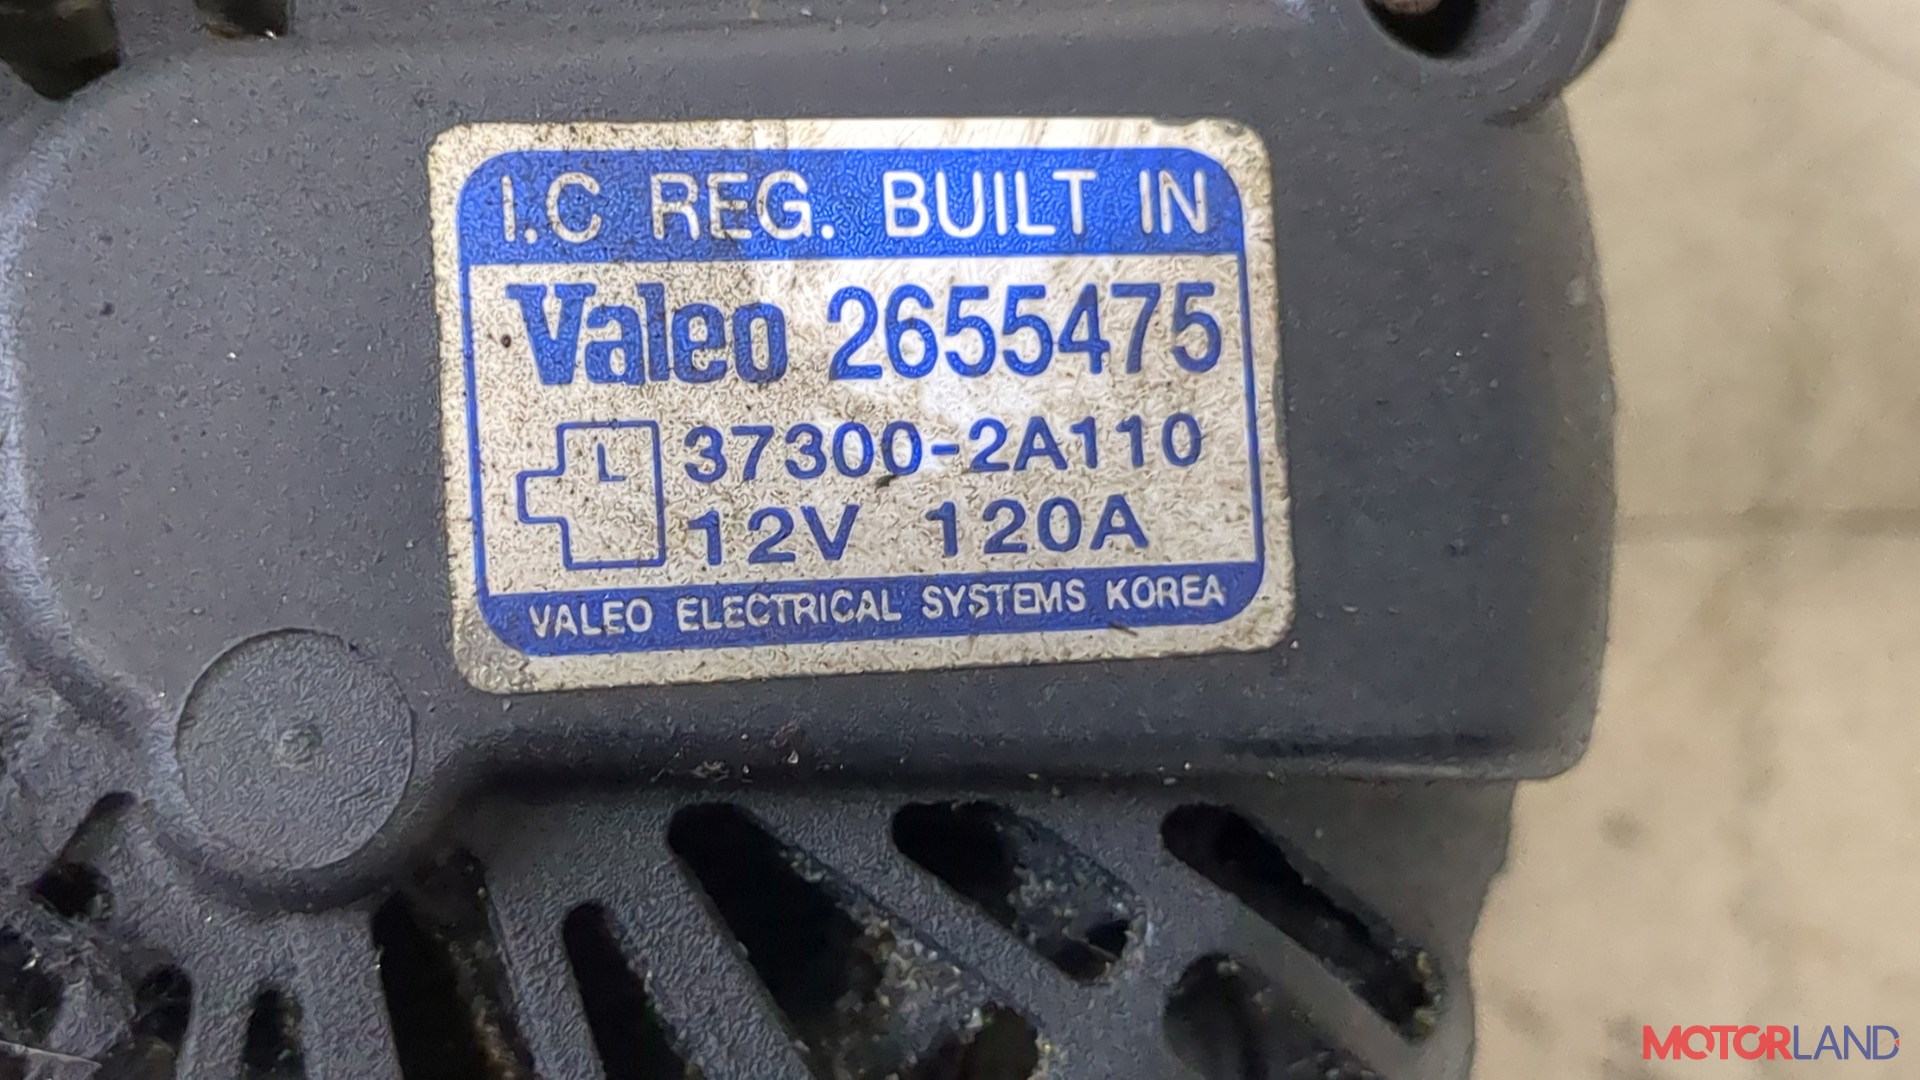 I.C REG. BUILT IN
Valeo 2655475
L 37300-2A110
12V 120A
VALEO ELECTRICAL SYSTEMS KOREA
MOTORLAND